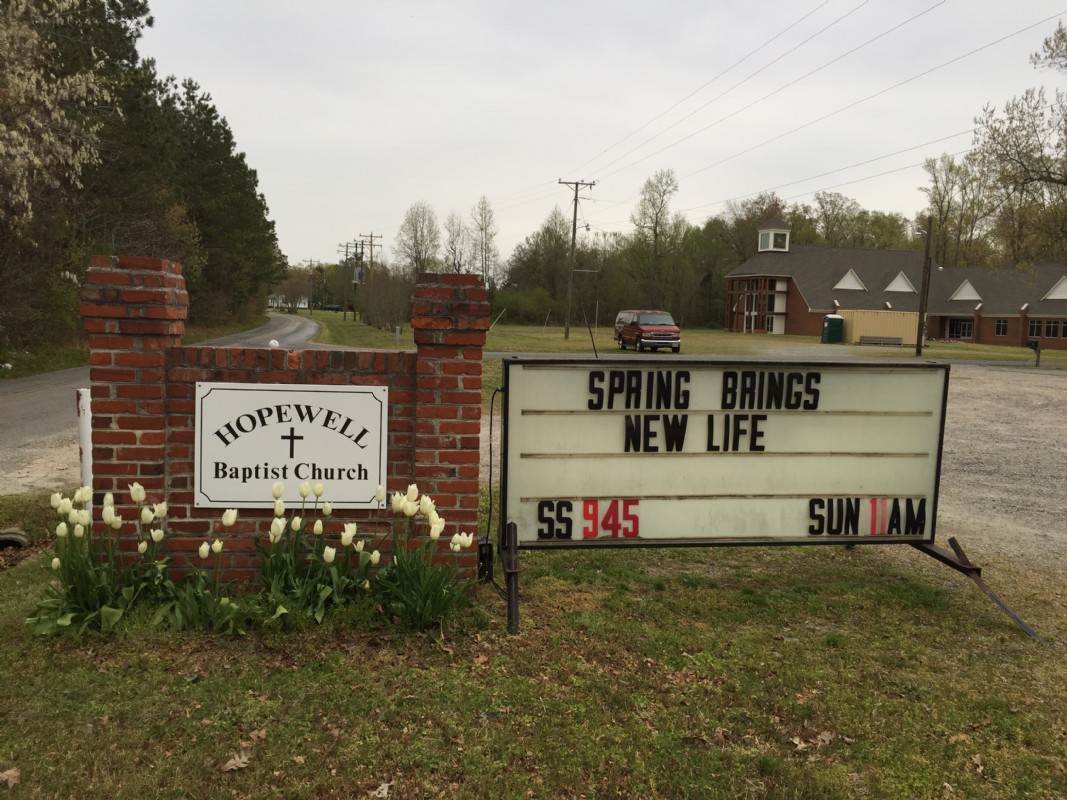 HOPEWELL
Baptist Church
SPRING BRINGS
NEW LIFE
SS 945 SUN 11AM